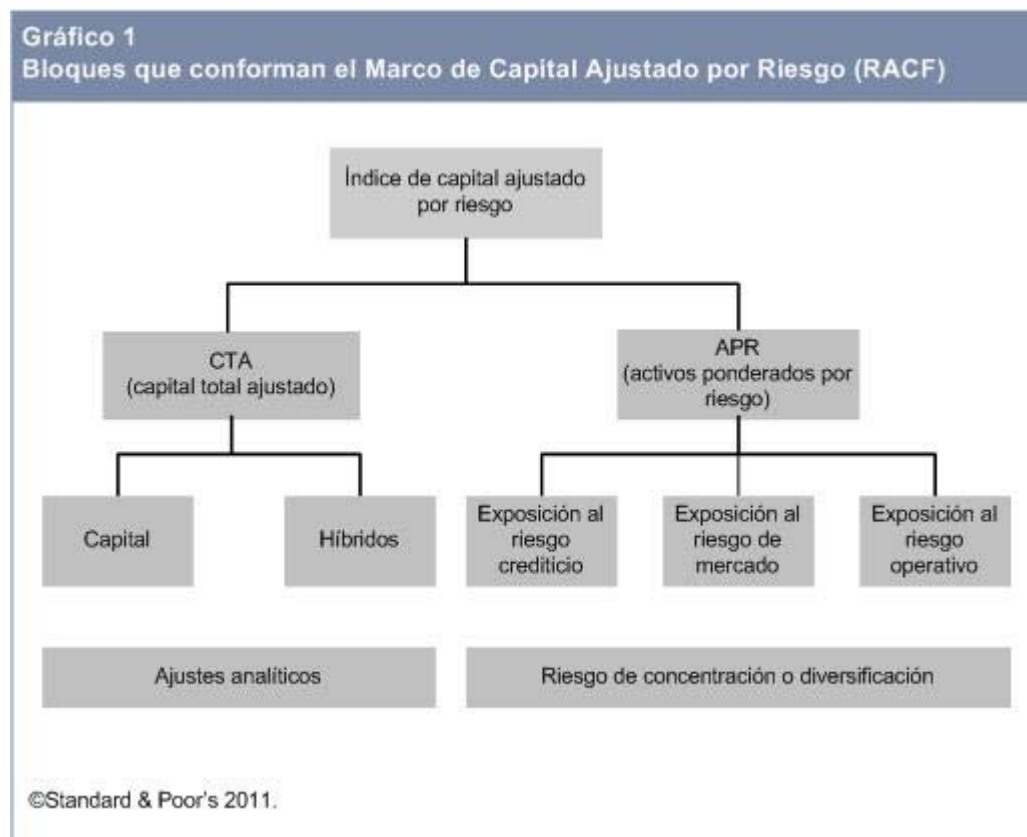 Gráfico 1
Bloques que conforman el Marco de Capital Ajustado por Riesgo (RACF)
Índice de capital ajustado
por riesgo
CTA
(capital total ajustado)
APR
(activos ponderados por
riesgo)
Capital
Híbridos
Exposición al
riesgo
crediticio
Exposición al
riesgo de
mercado
Exposición al
riesgo
operativo
Ajustes analíticos
Riesgo de concentración o diversificación
©Standard & Poor's 2011.